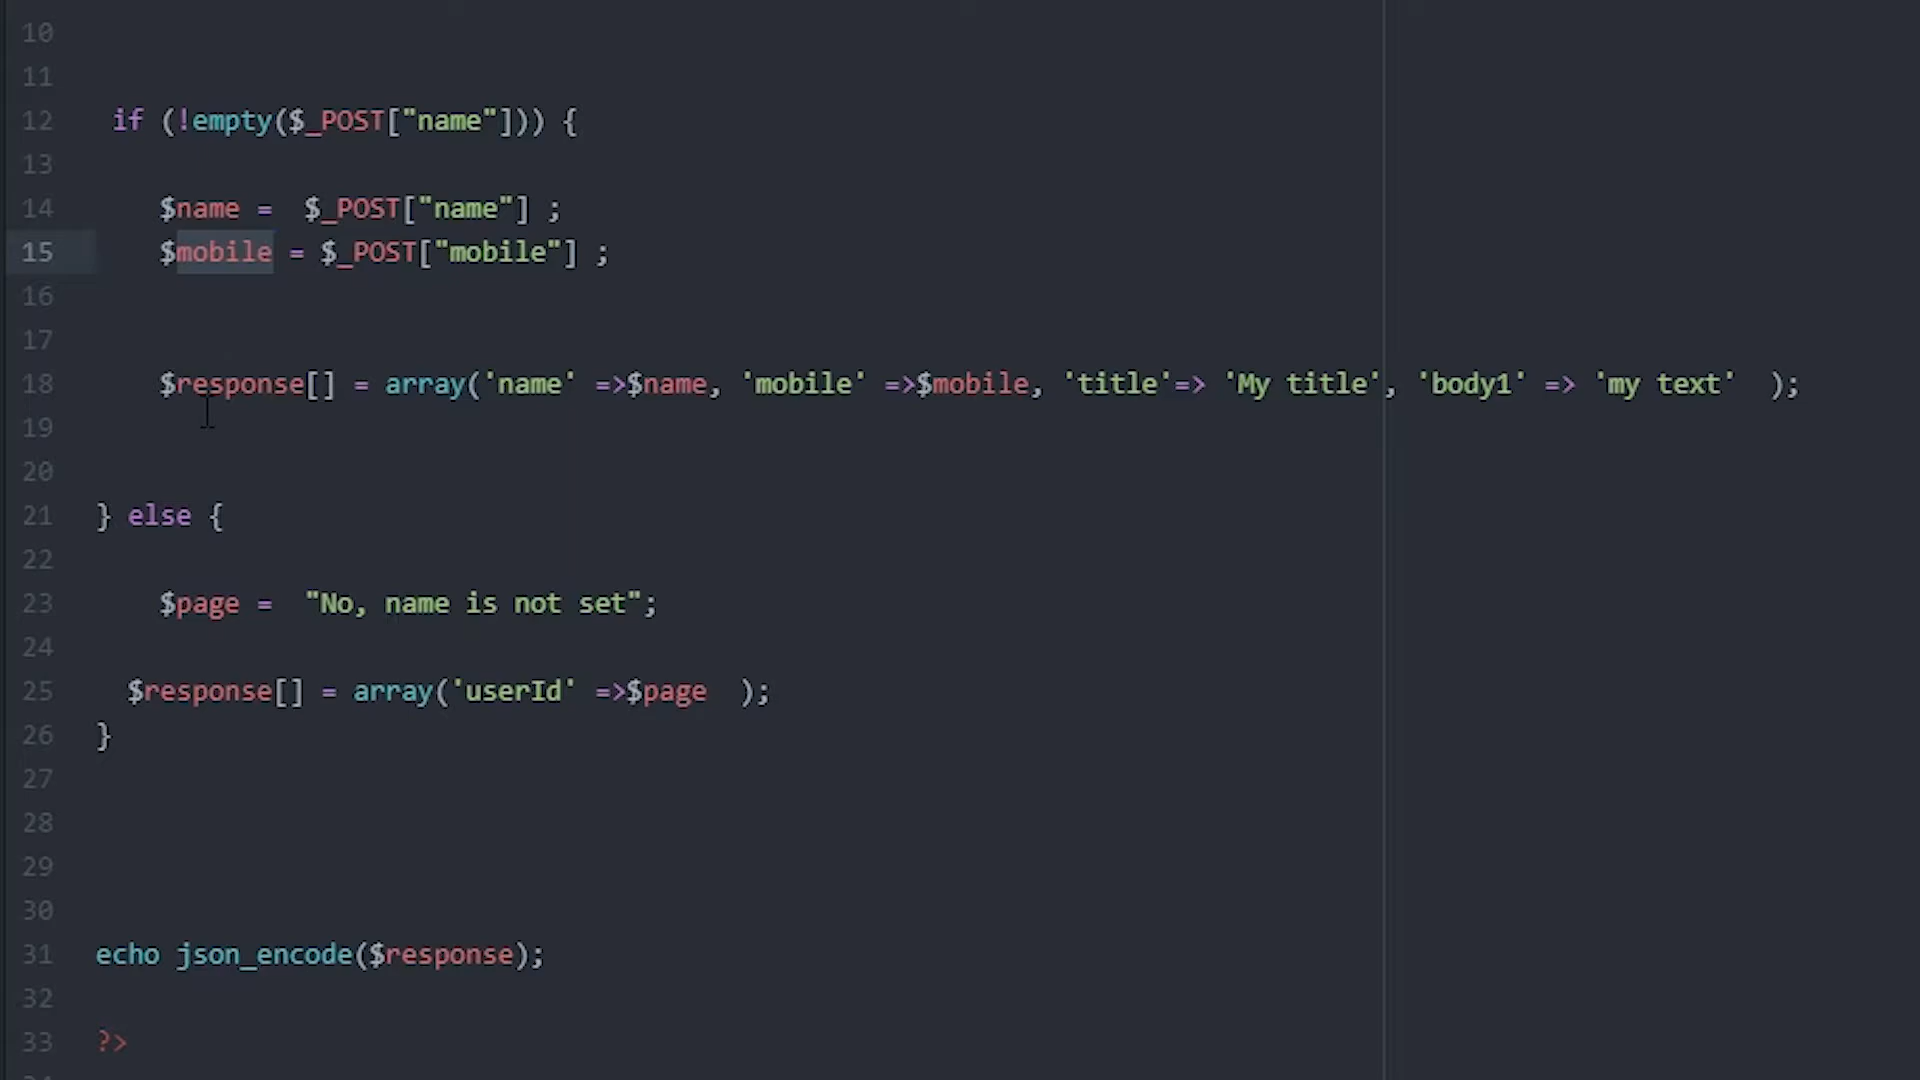 10
11
12 if (!empty($_POST["name"])) {
13
14 $name =  $_POST["name"] ;
15 $mobile = $_POST["mobile"] ;
16
17
18 $response[] = array('name' =>$name, 'mobile' =>$mobile, 'title'=> 'My title', 'body1' => 'my text'  );
19
20
21 } else {
22
23 $page =  "No, name is not set";
24
25 $response[] = array('userId' =>$page  );
26 }
27
28
29
30
31 echo json_encode($response);
32
33 ?>